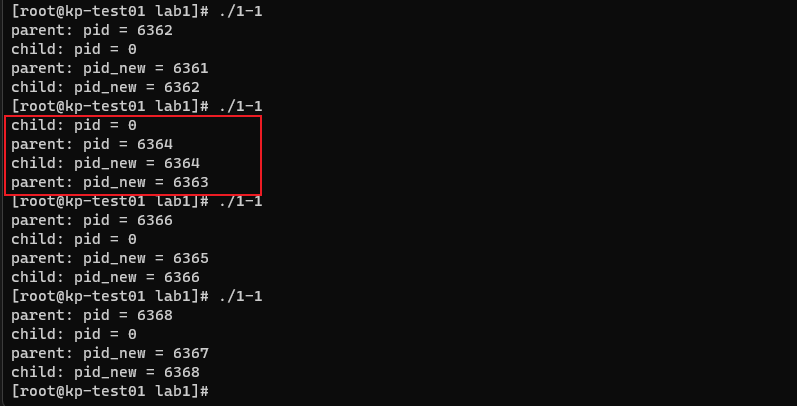 [root@kp-test01 lab1]# ./1-1
parent: pid = 6362
child: pid = 0
parent: pid_new = 6361
child: pid_new = 6362
[root@kp-test01 lab1]# ./1-1
child: pid = 0
parent: pid = 6364
child: pid_new = 6364
parent: pid_new = 6363
[root@kp-test01 lab1]# ./1-1
parent: pid = 6366
child: pid = 0
parent: pid_new = 6365
child: pid_new = 6366
[root@kp-test01 lab1]# ./1-1
parent: pid = 6368
child: pid = 0
parent: pid_new = 6367
child: pid_new = 6368
[root@kp-test01 lab1]#